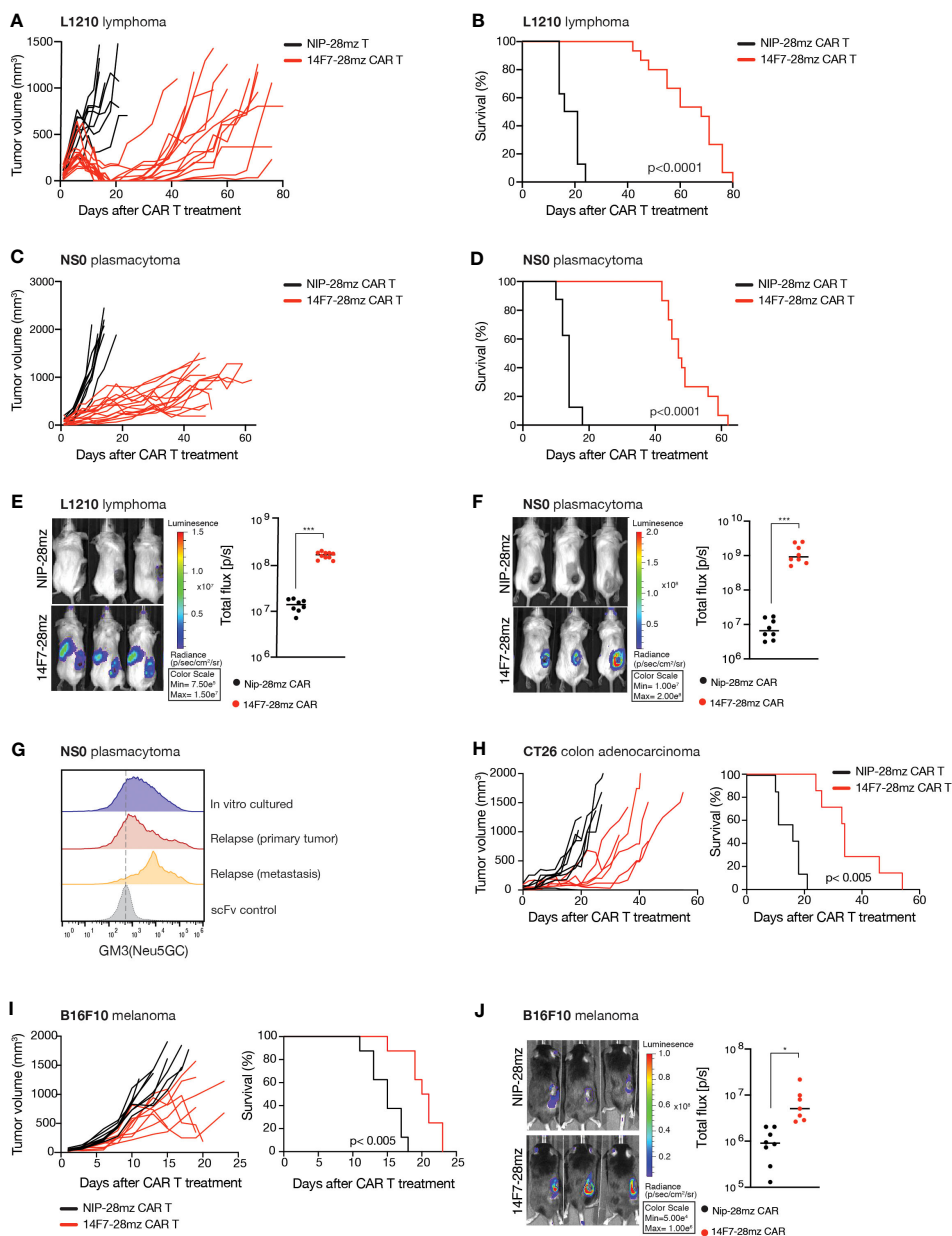 A
L1210 lymphoma
NIP-28mz T
14F7-28mz CAR T
Tumor volume (mm³)
1500
1000
500
0
0 20 40 60 80
Days after CAR T treatment
B
L1210 lymphoma
NIP-28mz CAR T
14F7-28mz CAR T
Survival (%)
100
80
60
40
20
0
p<0.0001
0 20 40 60 80
Days after CAR T treatment
C
NS0 plasmacytoma
NIP-28mz CAR T
14F7-28mz CAR T
Tumor volume (mm³)
3000
2000
1000
0
0 20 40 60
Days after CAR T treatment
D
NS0 plasmacytoma
NIP-28mz CAR T
14F7-28mz CAR T
Survival (%)
100
80
60
40
20
0
p<0.0001
0 20 40 60
Days after CAR T treatment
E
L1210 lymphoma
NIP-28mz
14F7-28mz
Luminesence
1.5
1.0
x10⁷
0.5
Radiance
(p/sec/cm²/sr)
Color Scale
Min= 7.50e⁵
Max= 1.50⁷
Total flux [p/s]
10⁹
10⁸
10⁷
10⁶
***
Nip-28mz CAR
14F7-28mz CAR
F
NS0 plasmacytoma
NIP-28mz
14F7-28mz
Luminesence
2.0
1.5
x10⁸
1.0
0.5
Radiance
(p/sec/cm²/sr)
Color Scale
Min= 1.00e⁷
Max= 2.00e⁸
Total flux [p/s]
10¹⁰
10⁹
10⁸
10⁷
10⁶
***
Nip-28mz CAR
14F7-28mz CAR
G
NS0 plasmacytoma
In vitro cultured
Relapse (primary tumor)
Relapse (metastasis)
scFv control
10⁰ 10¹ 10² 10³ 10⁴ 10⁵ 10⁶
GM3(Neu5GC)
H
CT26 colon adenocarcinoma
NIP-28mz CAR T
14F7-28mz CAR T
Tumor volume (mm³)
2000
1500
1000
500
0
0 20 40 60
Days after CAR T treatment
Survival (%)
100
80
60
40
20
0
p< 0.005
0 20 40 60
Days after CAR T treatment
I
B16F10 melanoma
Tumor volume (mm³)
2000
1500
1000
500
0
0 5 10 15 20 25
Days after CAR T treatment
Survival (%)
100
80
60
40
20
0
p< 0.005
0 5 10 15 20 25
Days after CAR T treatment
NIP-28mz CAR T
14F7-28mz CAR T
J
B16F10 melanoma
NIP-28mz
14F7-28mz
Luminesence
1.0
0.8
0.6
x10⁶
0.4
0.2
Radiance
(p/sec/cm²/sr)
Color Scale
Min=5.00e⁴
Max= 1.00e⁶
Total flux [p/s]
10⁸
10⁷
10⁶
10⁵
*
Nip-28mz CAR
14F7-28mz CAR